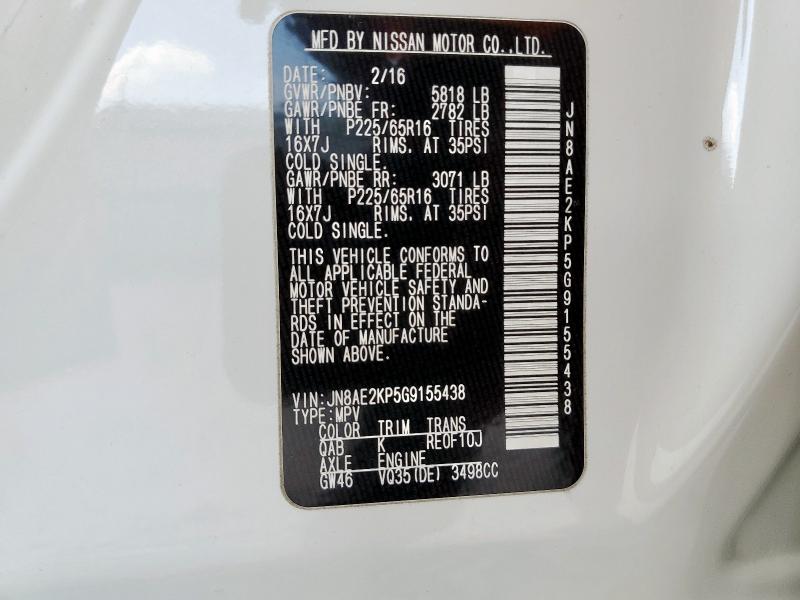 MFD BY NISSAN MOTOR CO.,LTD.
DATE: 2/16
GVWR/PNBV: 5818 LB
GAWR/PNBE FR: 2782 LB
WITH P225/65R16 TIRES
16X7J RIMS, AT 35PSI
COLD SINGLE.
GAWR/PNBE RR: 3071 LB
WITH P225/65R16 TIRES
16X7J RIMS, AT 35PSI
COLD SINGLE.
THIS VEHICLE CONFORMS TO
ALL APPLICABLE FEDERAL
MOTOR VEHICLE SAFETY AND
THEFT PREVENTION STANDA-
RDS IN EFFECT ON THE
DATE OF MANUFACTURE
SHOWN ABOVE.
VIN:JN8AE2KP5G9155438
TYPE:MPV
COLOR TRIM TRANS
QAB K RE0F10J
AXLE ENGINE
GW46 VQ35(DE) 3498CC
JN8AE2KP5G9155438